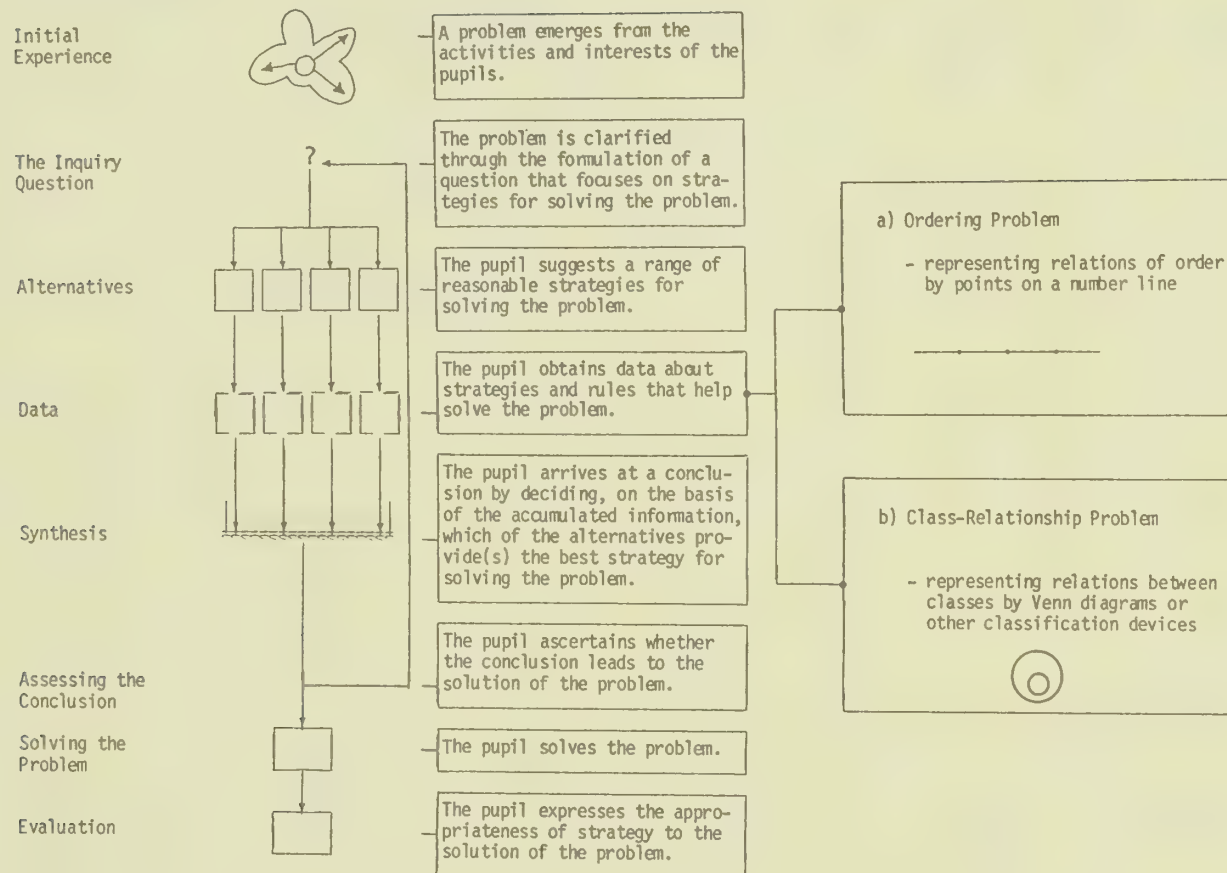 Initial
Experience
A problem emerges from the
activities and interests of the
pupils.
The Inquiry
Question
?
The problem is clarified
through the formulation of a
question that focuses on stra-
tegies for solving the problem.
Alternatives
The pupil suggests a range of
reasonable strategies for
solving the problem.
Data
The pupil obtains data about
strategies and rules that help
solve the problem.
Synthesis
The pupil arrives at a conclu-
sion by deciding, on the basis
of the accumulated information,
which of the alternatives pro-
vide(s) the best strategy for
solving the problem.
Assessing the
Conclusion
The pupil ascertains whether
the conclusion leads to the
solution of the problem.
Solving the
Problem
The pupil solves the problem.
Evaluation
The pupil expresses the appro-
priateness of strategy to the
solution of the problem.
a) Ordering Problem
- representing relations of order
by points on a number line
b) Class-Relationship Problem
- representing relations between
classes by Venn diagrams or
other classification devices